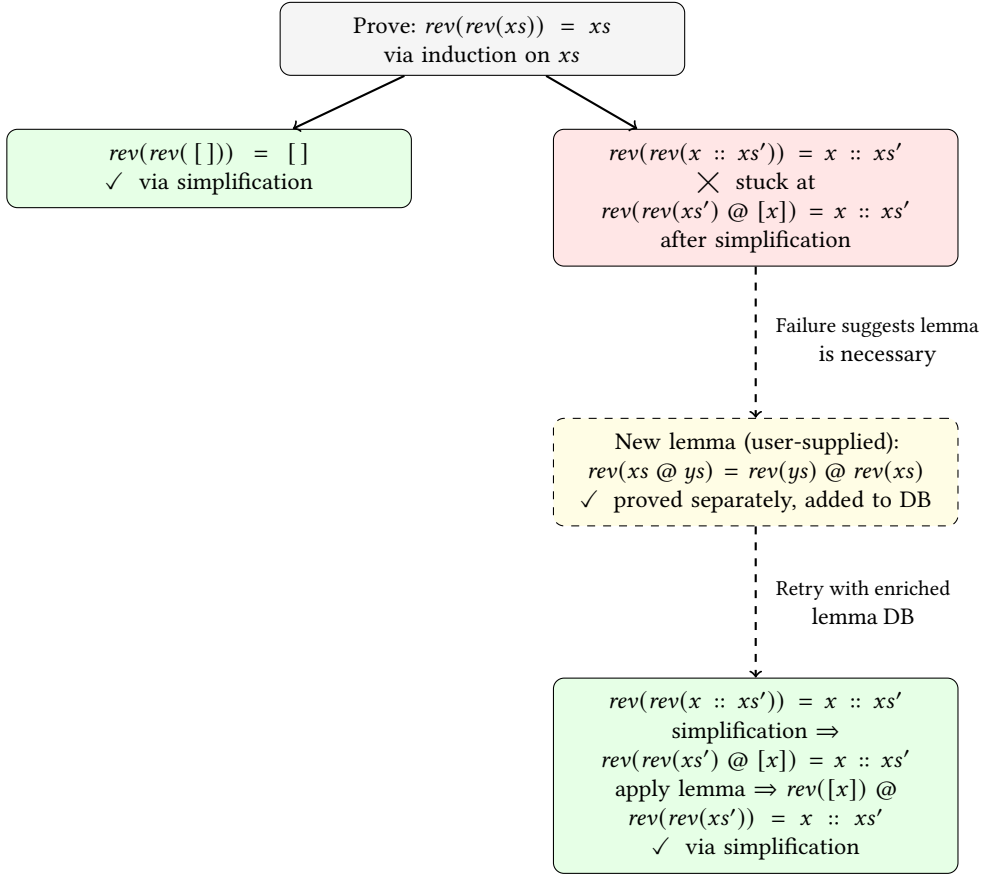 Prove: rev(rev(xs)) = xs
via induction on xs
rev(rev([ ])) = [ ]
✓ via simplification
rev(rev(x :: xs′)) = x :: xs′
✕ stuck at
rev(rev(xs′) @ [x]) = x :: xs′
after simplification
Failure suggests lemma
is necessary
New lemma (user-supplied):
rev(xs @ ys) = rev(ys) @ rev(xs)
✓ proved separately, added to DB
Retry with enriched
lemma DB
rev(rev(x :: xs′)) = x :: xs′
simplification ⇒
rev(rev(xs′) @ [x]) = x :: xs′
apply lemma ⇒ rev([x]) @
rev(rev(xs′)) = x :: xs′
✓ via simplification